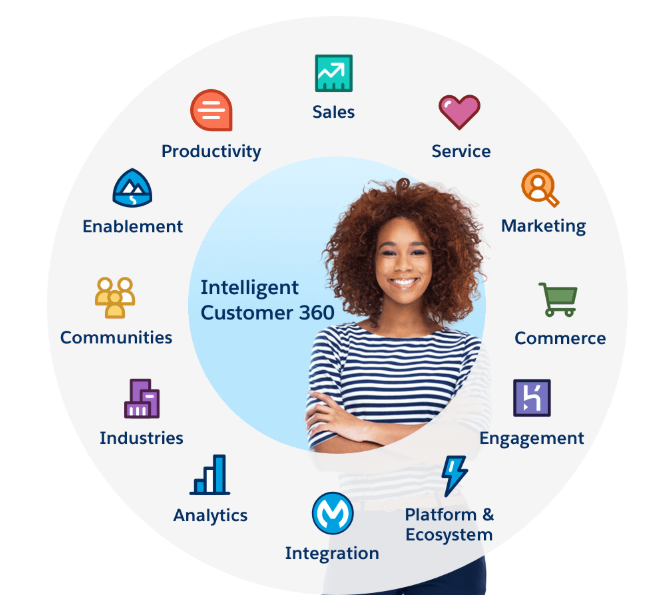 Sales
Productivity
Service
Enablement
Marketing
Intelligent
Customer 360
Communities
Commerce
Industries
Engagement
Analytics
Platform &
Ecosystem
Integration